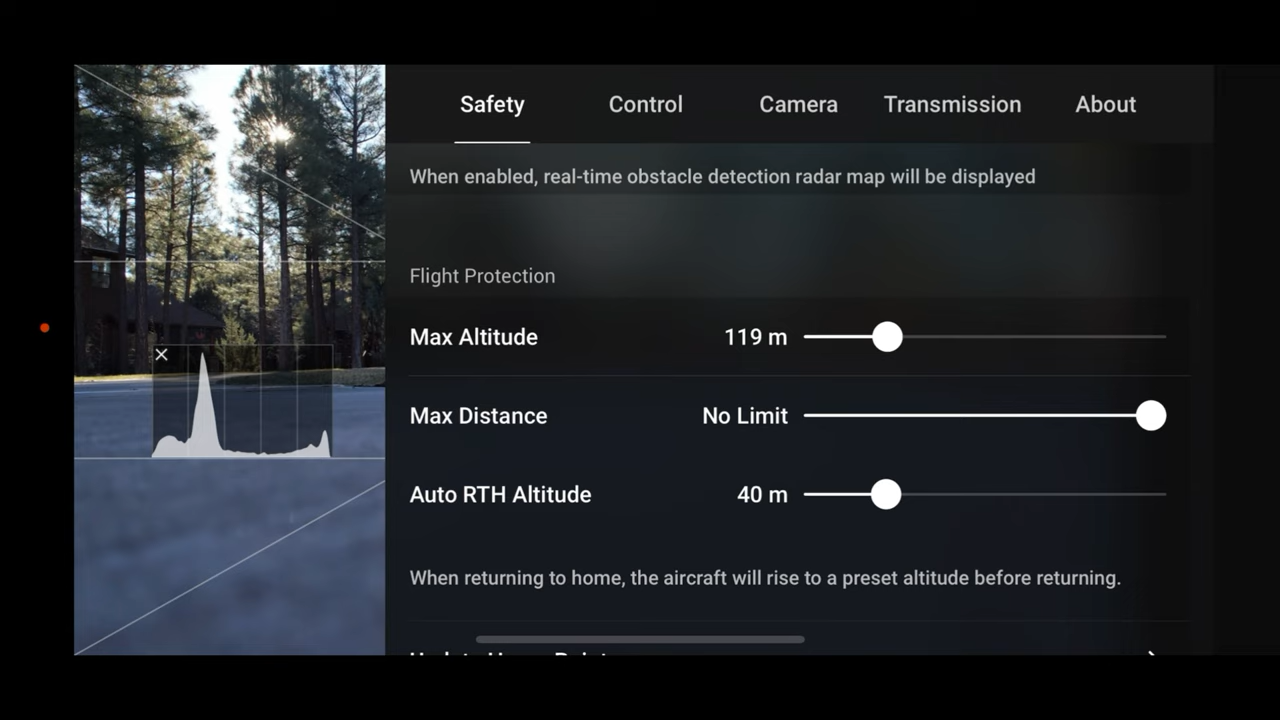 Safety Control Camera Transmission About
When enabled, real-time obstacle detection radar map will be displayed
Flight Protection
Max Altitude 119 m
Max Distance No Limit
Auto RTH Altitude 40 m
When returning to home, the aircraft will rise to a preset altitude before returning.